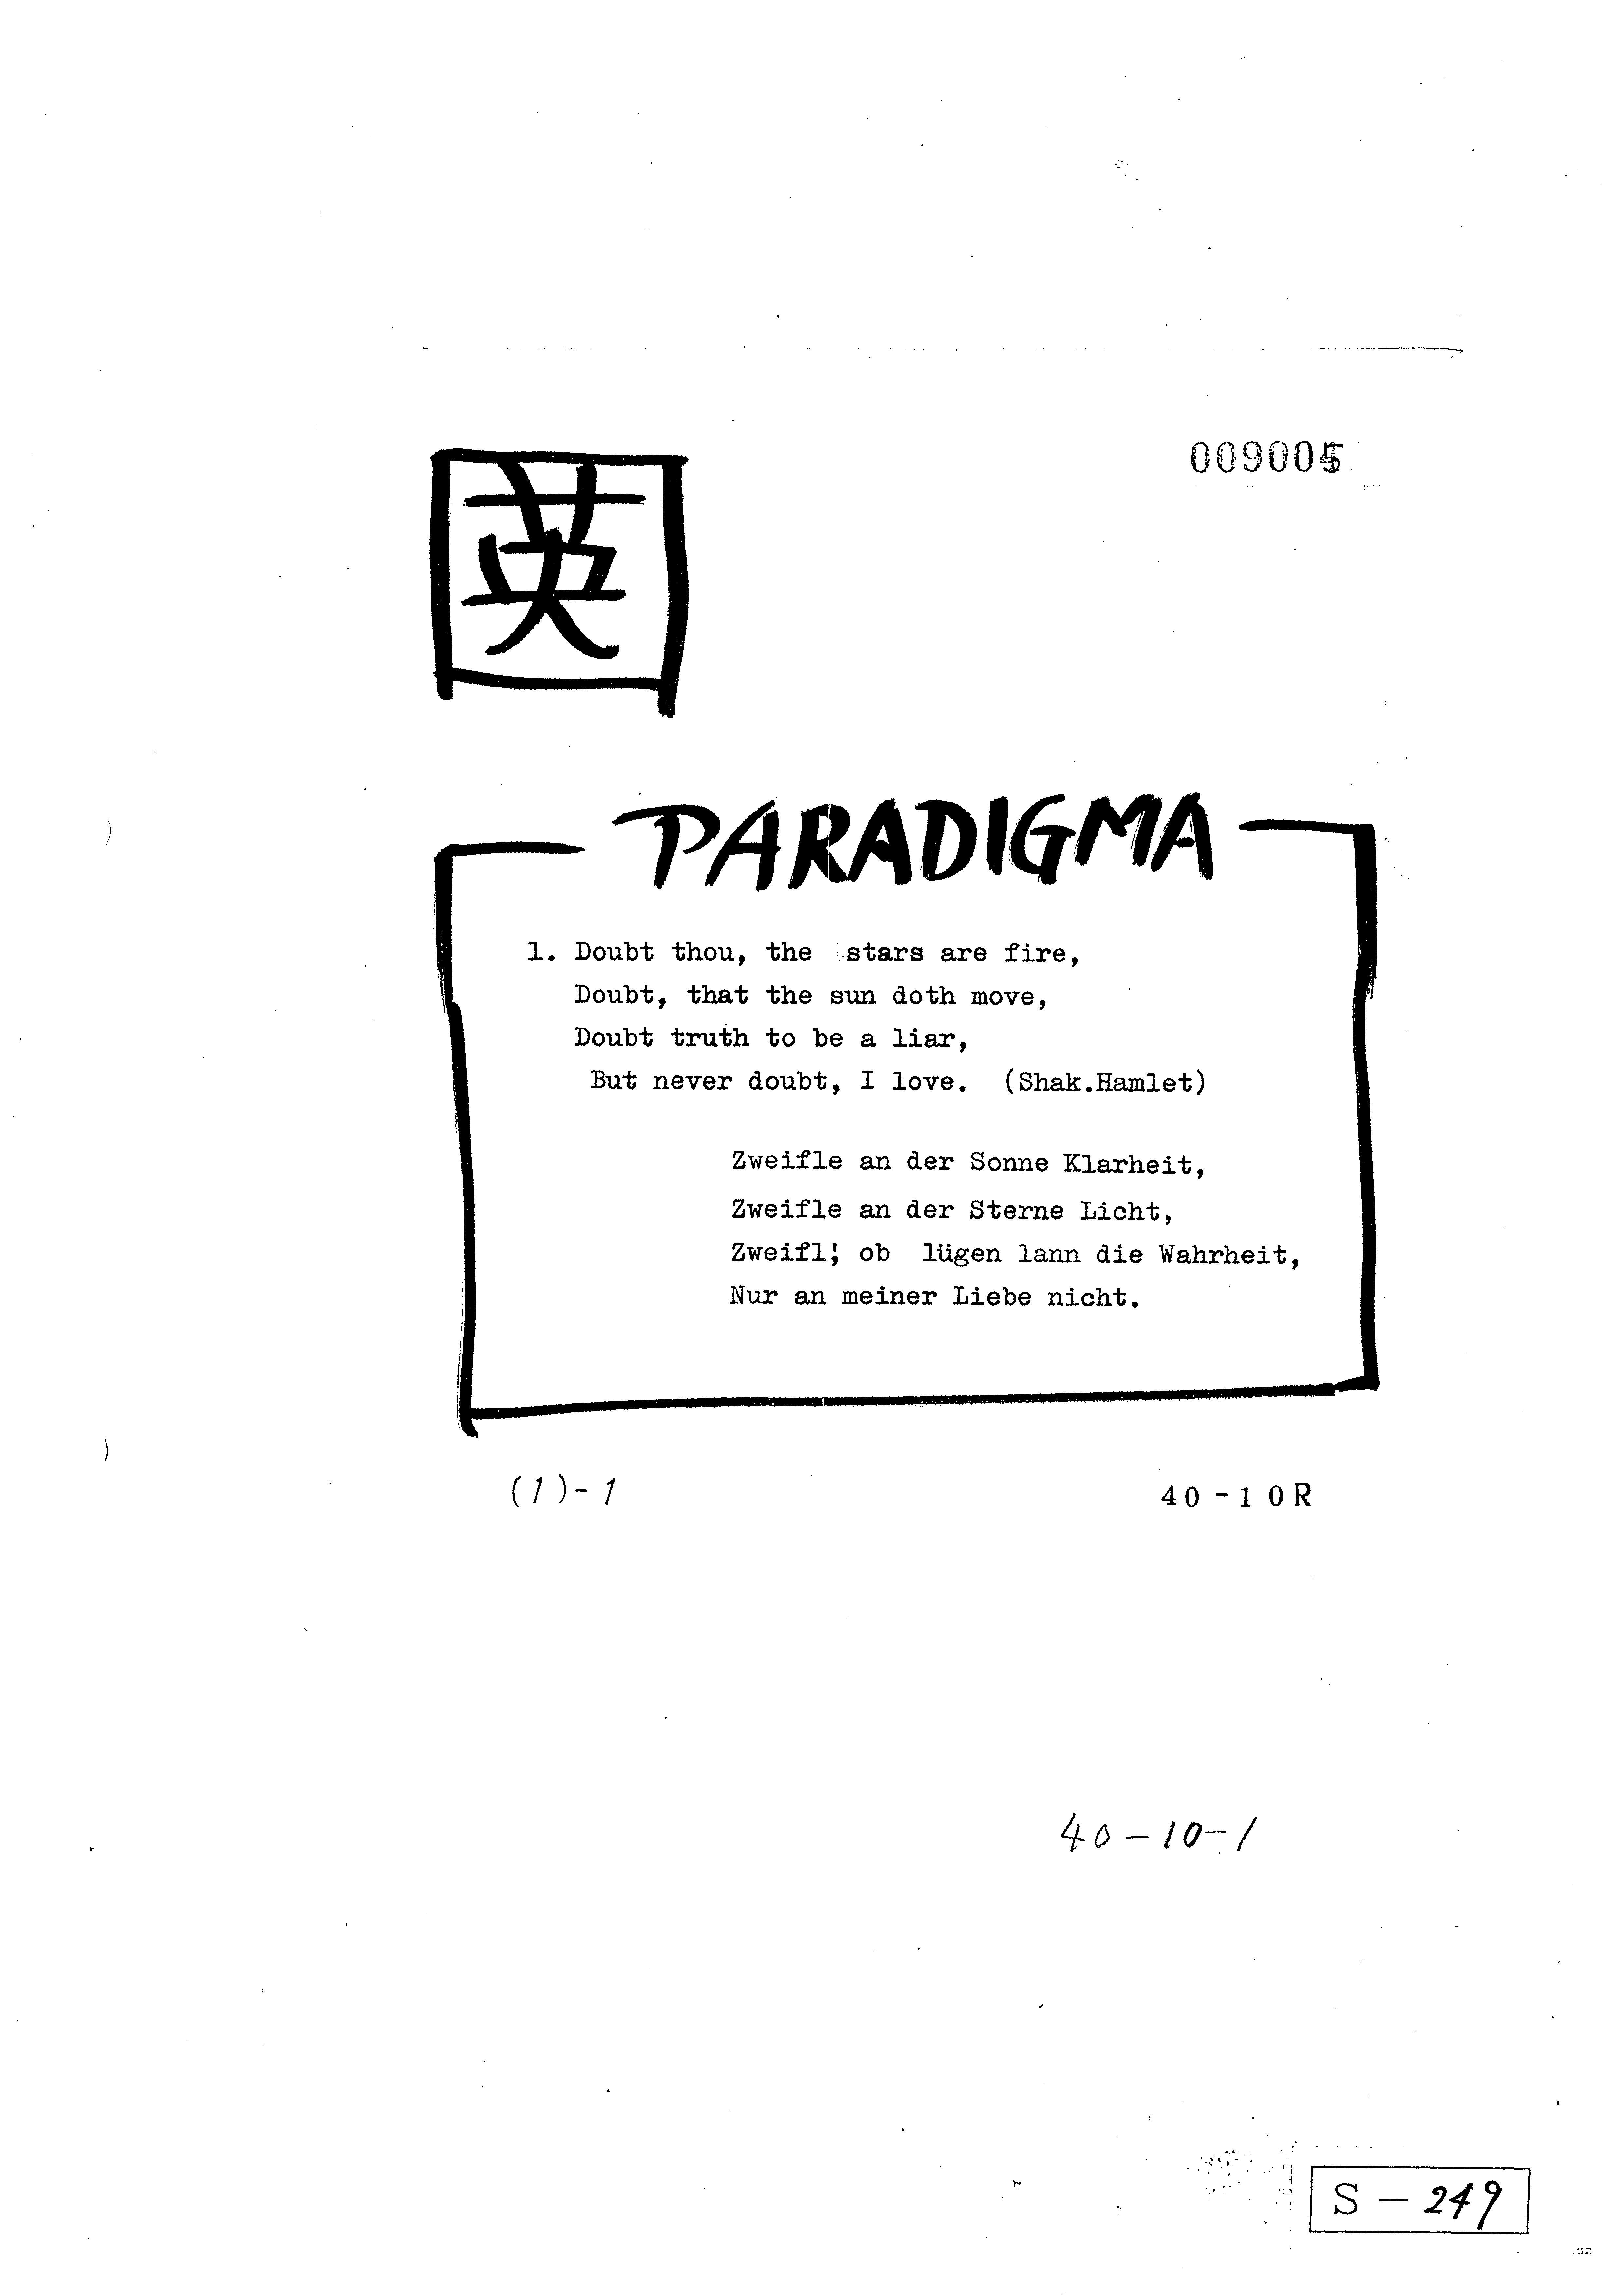 009005
英
PARADIGMA
1. Doubt thou, the stars are fire,
Doubt, that the sun doth move,
Doubt truth to be a liar,
But never doubt, I love. (Shak.Hamlet)
Zweifle an der Sonne Klarheit,
Zweifle an der Sterne Licht,
Zweifl; ob lügen lann die Wahrheit,
Nur an meiner Liebe nicht.
(1)-1
40-10R
40-10-1
S-249